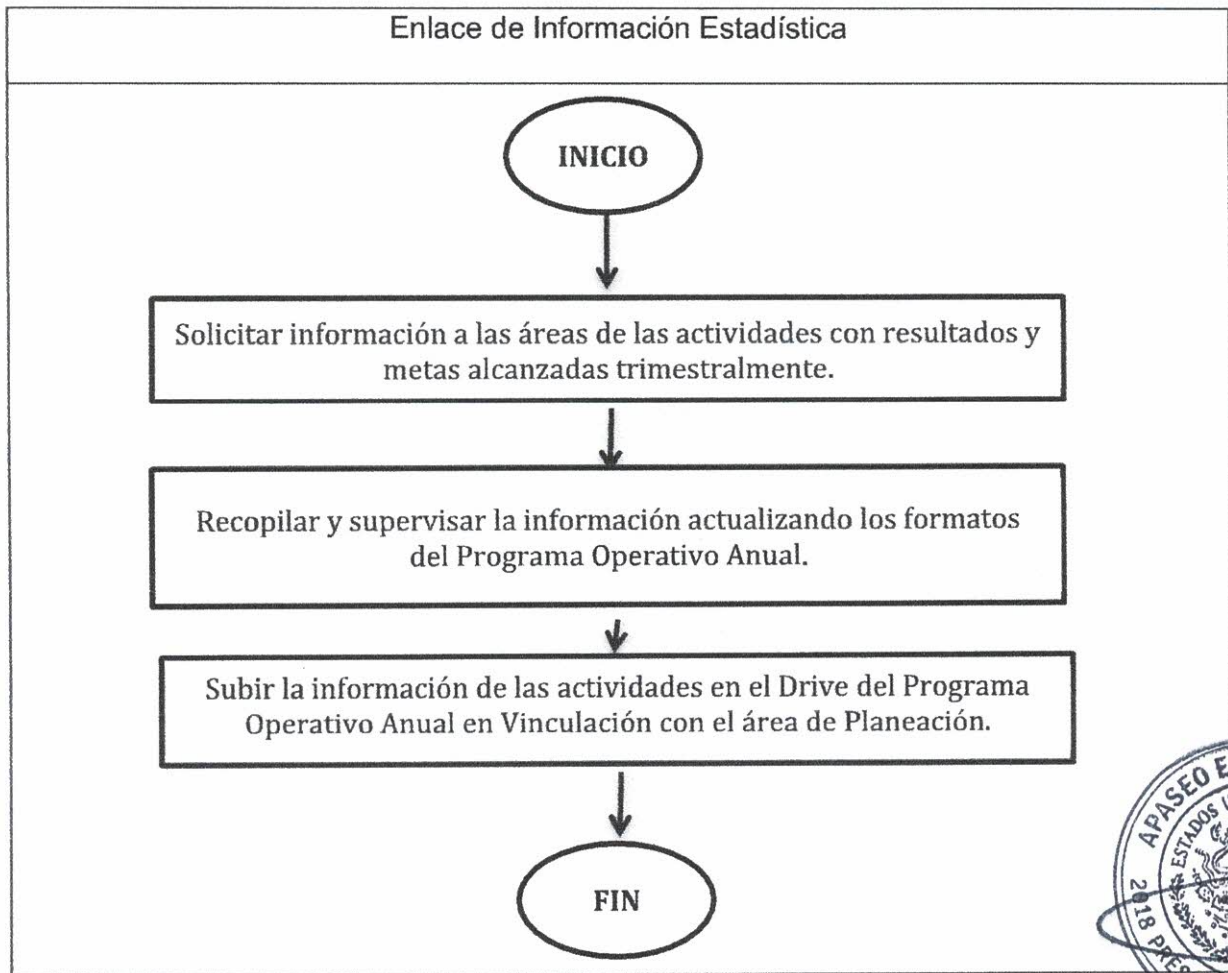 Enlace de Información Estadística
INICIO
Solicitar información a las áreas de las actividades con resultados y
metas alcanzadas trimestralmente.
Recopilar y supervisar la información actualizando los formatos
del Programa Operativo Anual.
Subir la información de las actividades en el Drive del Programa
Operativo Anual en Vinculación con el área de Planeación.
FIN
APASEO E
ESTADOS
2018 PRE